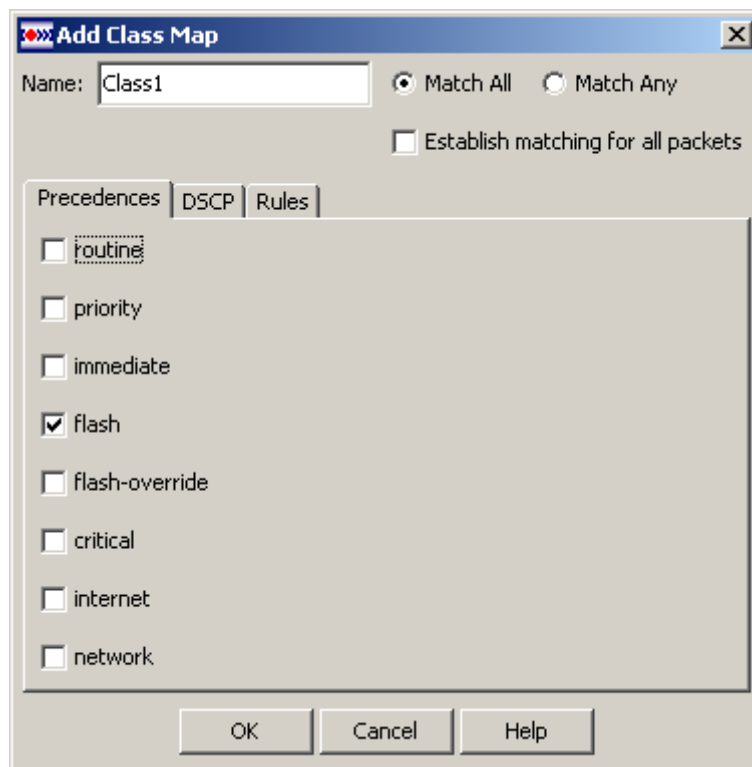 Add Class Map
Name: Class1 Match All Match Any
Establish matching for all packets
Precedences DSCP Rules
routine
priority
immediate
flash
flash-override
critical
internet
network
OK Cancel Help